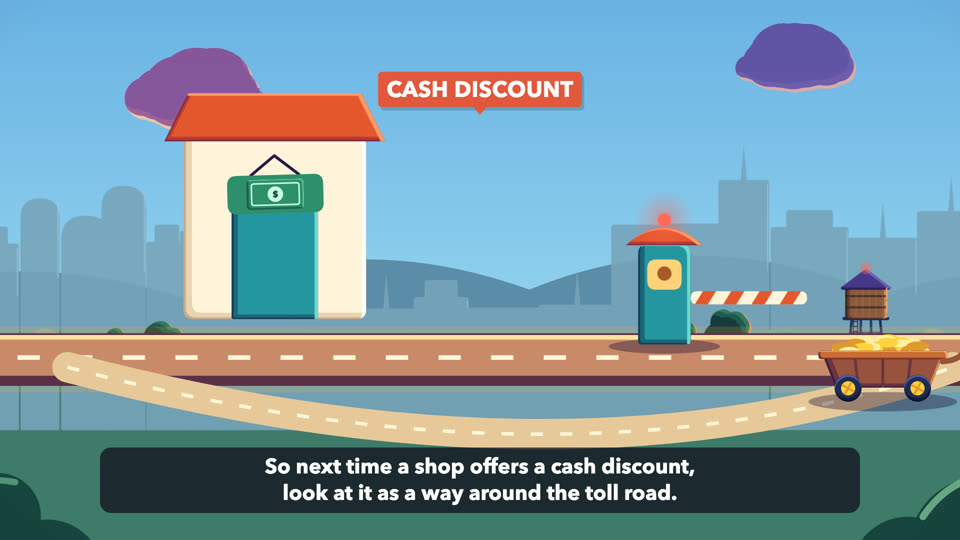 CASH DISCOUNT
$
So next time a shop offers a cash discount,
look at it as a way around the toll road.